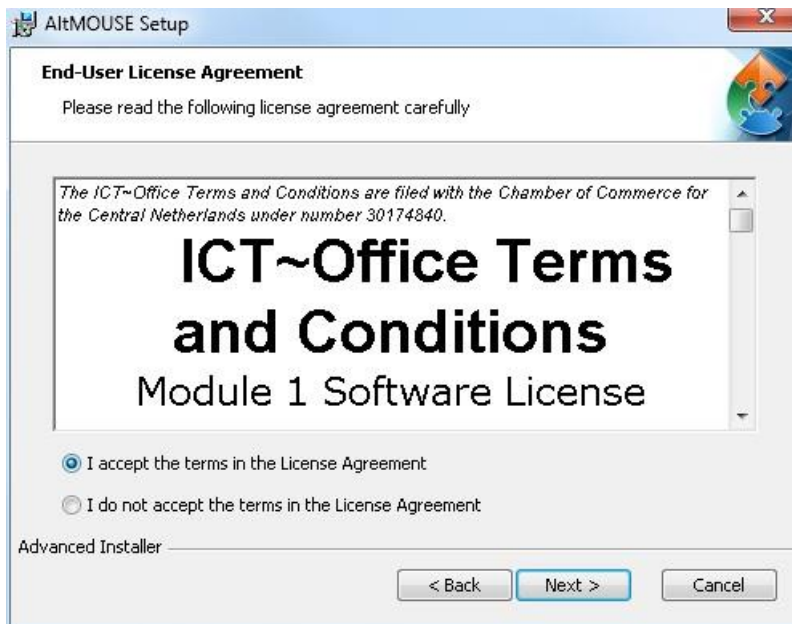 AltMOUSE Setup
End-User License Agreement
Please read the following license agreement carefully
The ICT~Office Terms and Conditions are filed with the Chamber of Commerce for
the Central Netherlands under number 30174840.
ICT~Office Terms
and Conditions
Module 1 Software License
I accept the terms in the License Agreement
I do not accept the terms in the License Agreement
Advanced Installer
< Back
Next >
Cancel